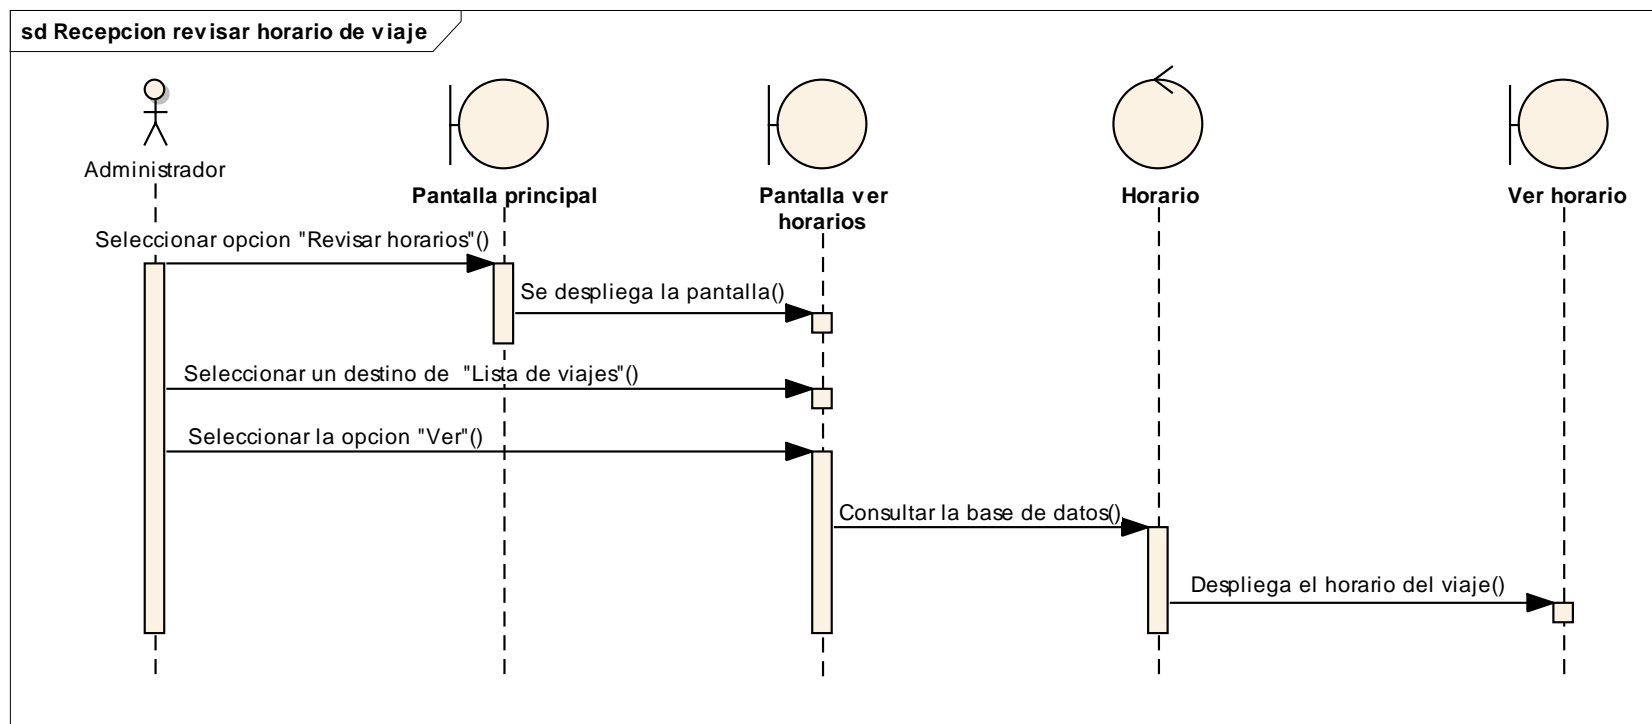 sd Recepcion revisar horario de viaje
Administrador
Pantalla principal
Pantalla ver
horarios
Horario
Ver horario
Seleccionar opcion "Revisar horarios"()
Se despliega la pantalla()
Seleccionar un destino de  "Lista de viajes"()
Seleccionar la opcion "Ver"()
Consultar la base de datos()
Despliega el horario del viaje()